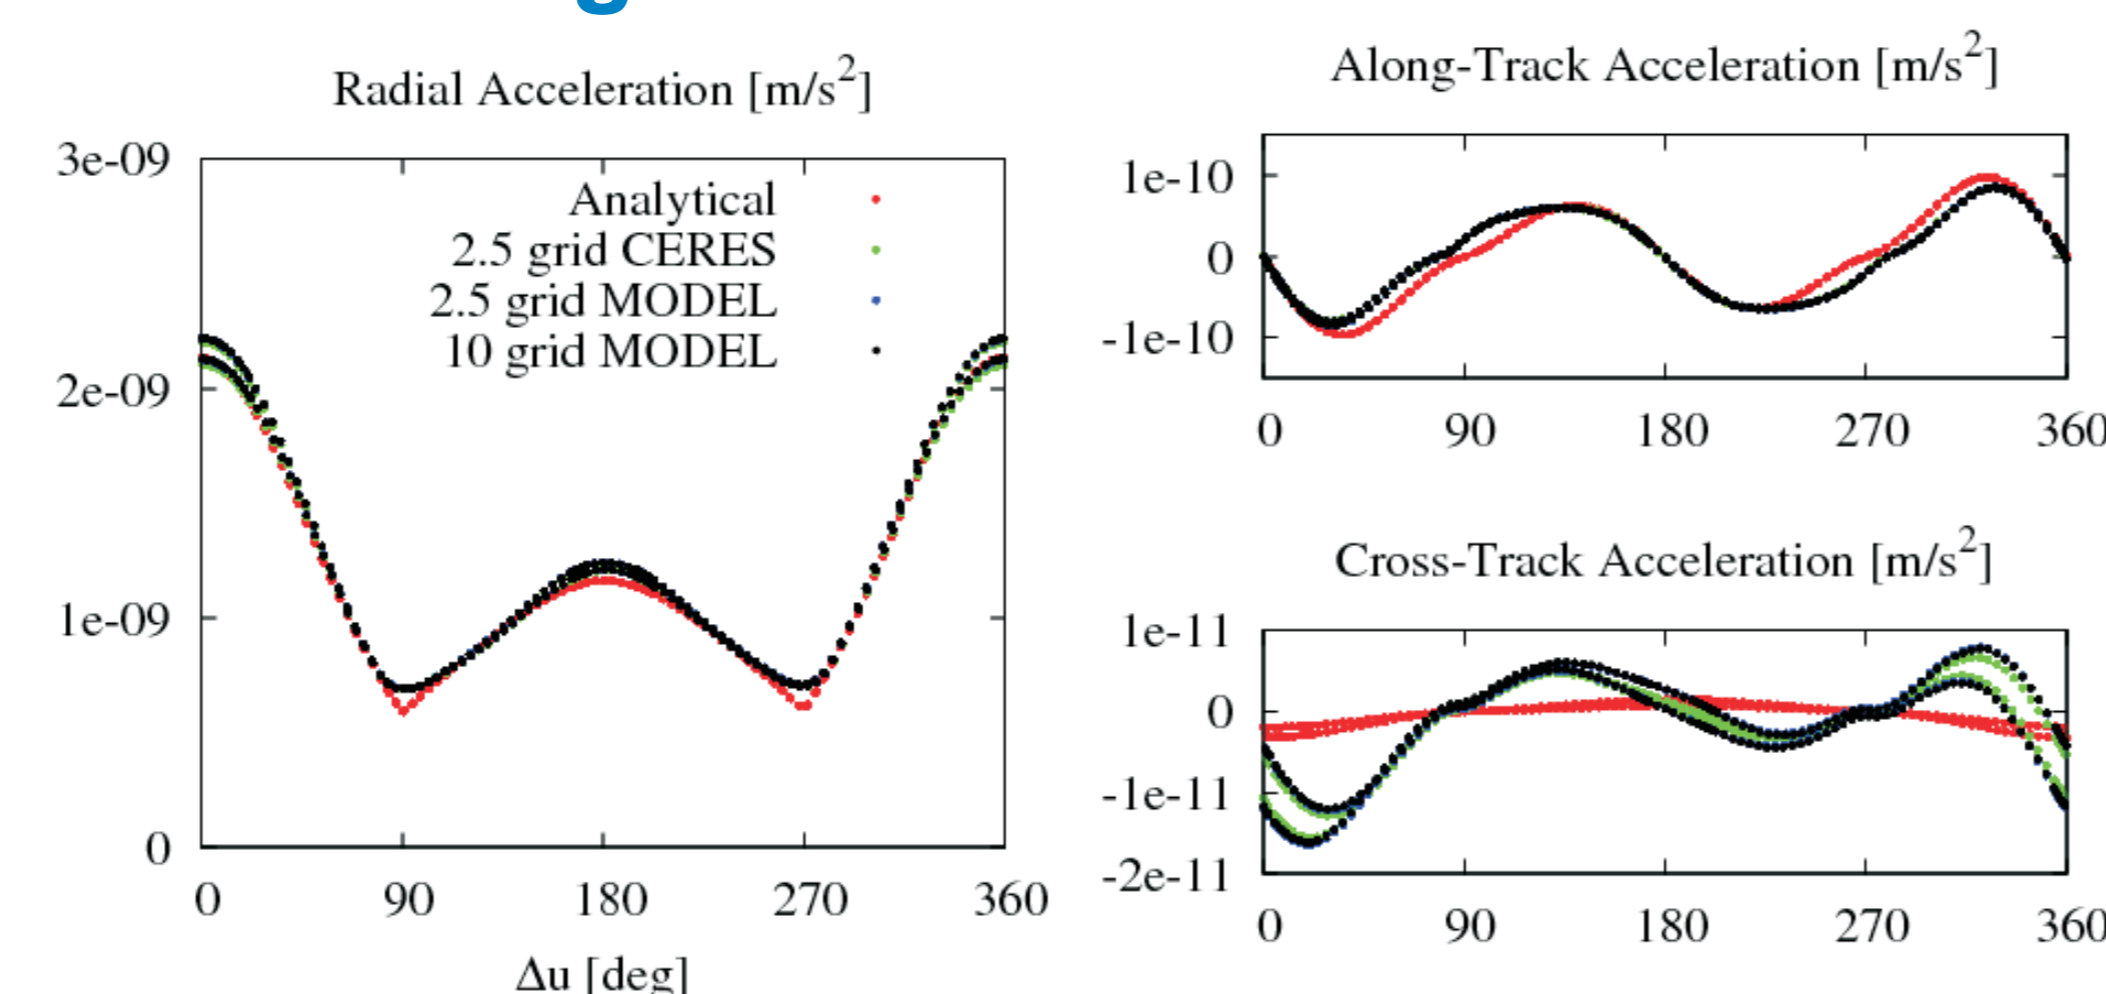 Radial Acceleration [m/s²]
3e-09
2e-09
1e-09
0
Analytical
2.5 grid CERES
2.5 grid MODEL
10 grid MODEL
0 90 180 270 360
Δu [deg]
Along-Track Acceleration [m/s²]
1e-10
0
-1e-10
0 90 180 270 360
Cross-Track Acceleration [m/s²]
1e-11
0
-1e-11
-2e-11
0 90 180 270 360